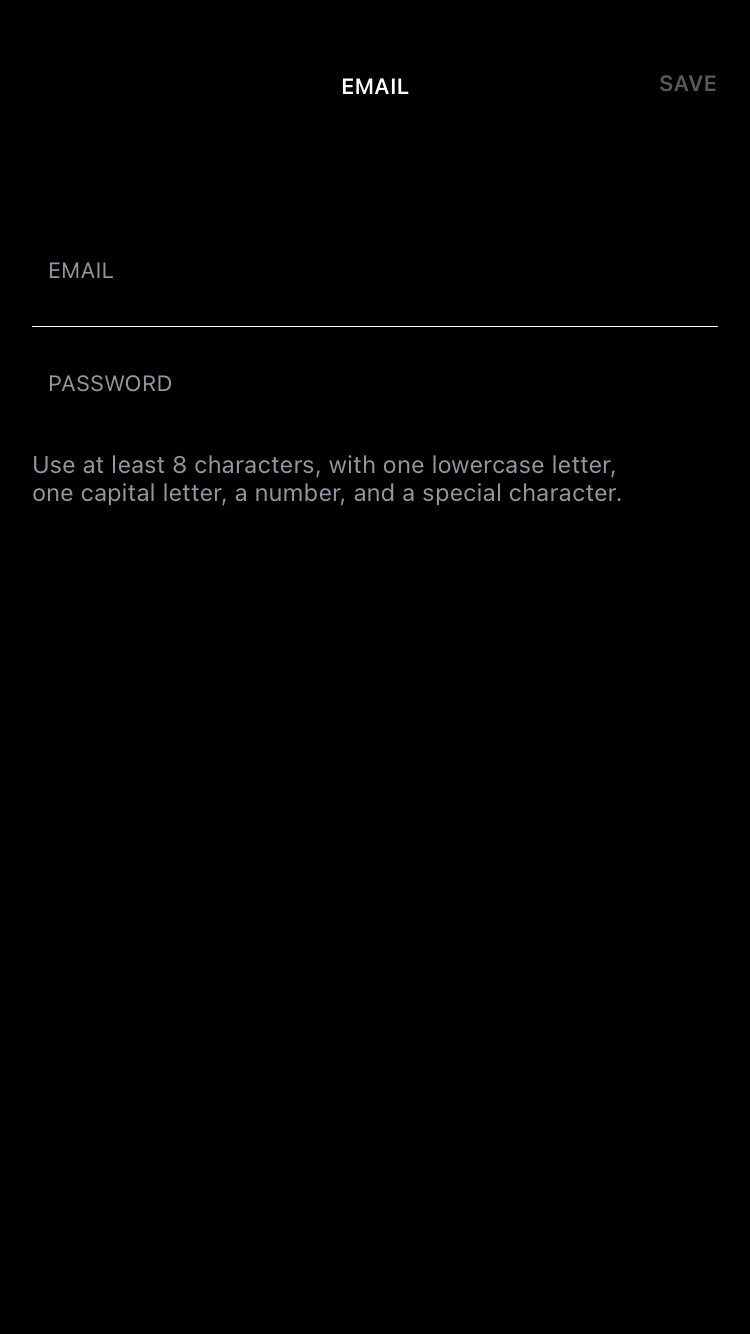 EMAIL
SAVE
EMAIL
PASSWORD
Use at least 8 characters, with one lowercase letter,
one capital letter, a number, and a special character.